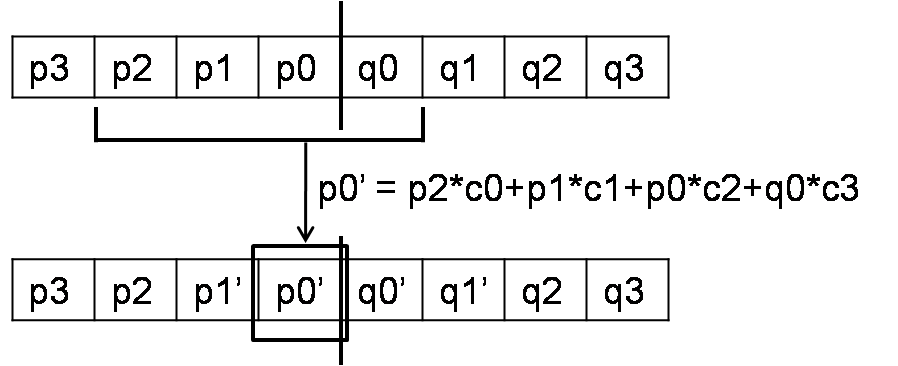 p3 p2 p1 p0 q0 q1 q2 q3
p0’ = p2*c0+p1*c1+p0*c2+q0*c3
p3 p2 p1’ p0’ q0’ q1’ q2 q3